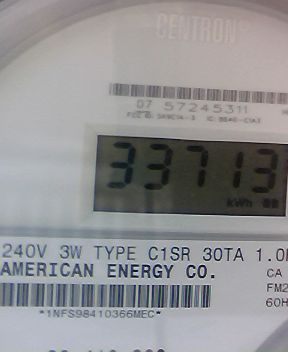 CENTRON®
07 57245311
33713
kWh
240V 3W TYPE C1SR 30TA 1.0
AMERICAN ENERGY CO.
CA
FM2
60H
*1NFS98410366MEC*